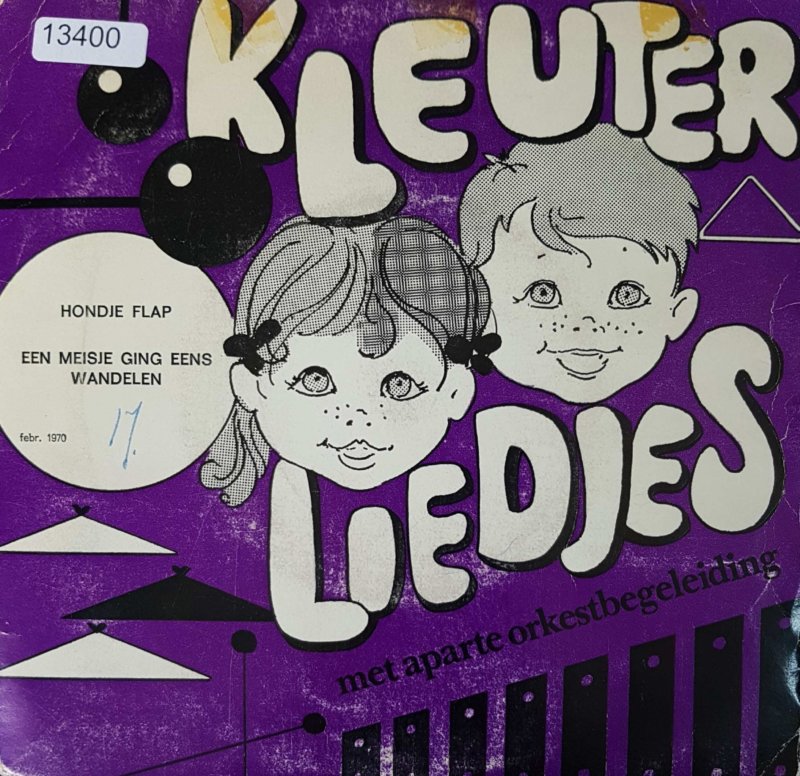 13400
KLEUTER
HONDJE FLAP
EEN MEISJE GING EENS
WANDELEN
febr. 1970
17.
LIEDJES
met aparte orkestbegeleiding